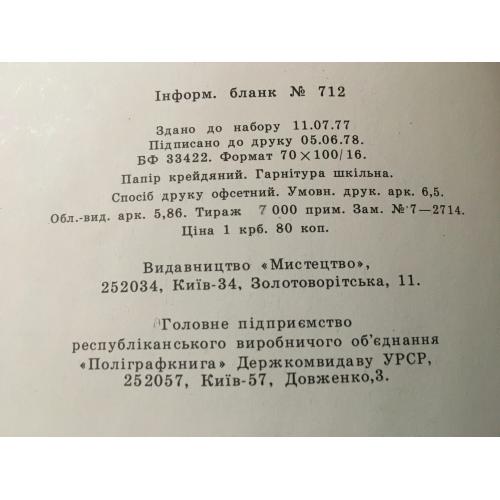 Інформ. бланк № 712
Здано до набору 11.07.77
Підписано до друку 05.06.78.
БФ 33422. Формат 70×100/16.
Папір крейдяний. Гарнітура шкільна.
Спосіб друку офсетний. Умовн. друк. арк. 6,5.
Обл.-вид. арк. 5,86. Тираж 7 000 прим. Зам. № 7—2714.
Ціна 1 крб. 80 коп.
Видавництво «Мистецтво»,
252034, Київ-34, Золотоворітська, 11.
Головне підприємство
республіканського виробничого об'єднання
«Поліграфкнига» Держкомвидаву УРСР,
252057, Київ-57, Довженко,3.